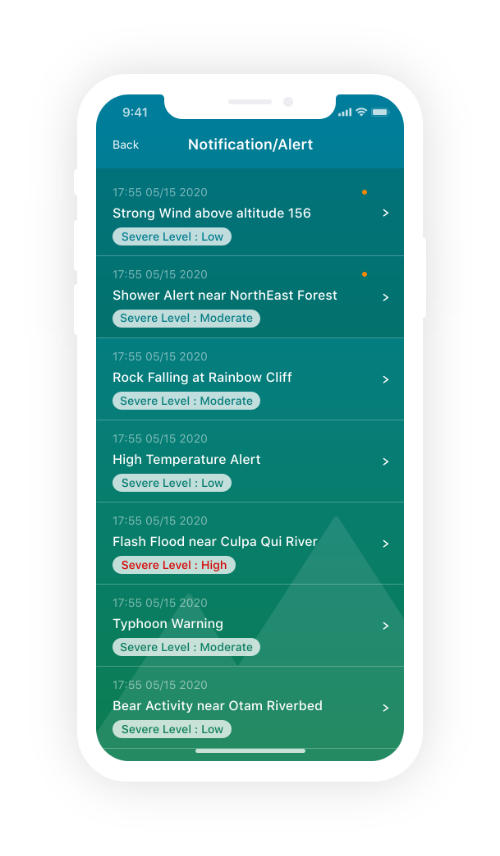 9:41
Back
Notification/Alert
17:55 05/15 2020
Strong Wind above altitude 156
Severe Level : Low
17:55 05/15 2020
Shower Alert near NorthEast Forest
Severe Level : Moderate
17:55 05/15 2020
Rock Falling at Rainbow Cliff
Severe Level : Moderate
17:55 05/15 2020
High Temperature Alert
Severe Level : Low
17:55 05/15 2020
Flash Flood near Culpa Qui River
Severe Level : High
17:55 05/15 2020
Typhoon Warning
Severe Level : Moderate
17:55 05/15 2020
Bear Activity near Otam Riverbed
Severe Level : Low